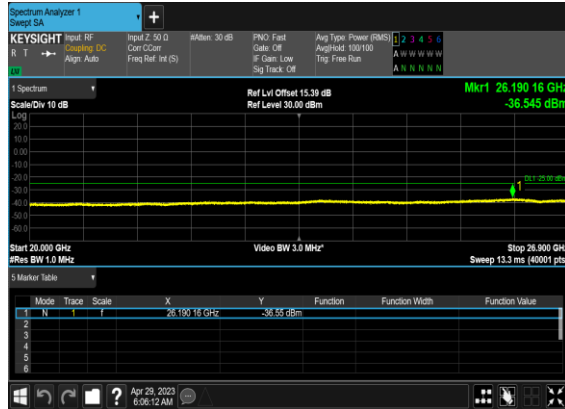 Spectrum Analyzer 1
Swept SA
KEYSIGHT Input: RF Input Z: 50 Ω #Atten: 30 dB PNO: Fast Avg Type: Power (RMS) 1 2 3 4 5 6
R T Coupling: DC Corr CCorr Gate: Off Avg|Hold: 100/100 A W W W W W
Align: Auto Freq Ref: Int (S) IF Gain: Low Trig: Free Run
Sig Track: Off A N N N N N
1 Spectrum Ref Lvl Offset 15.39 dB Mkr1 26.190 16 GHz
Scale/Div 10 dB Ref Level 30.00 dBm -36.545 dBm
Log
20.0
10.0
0.00
-10.0
-20.0
DL1 -25.00 dBm
-30.0 1
-40.0
-50.0
-60.0
Start 20.000 GHz Video BW 3.0 MHz* Stop 26.900 GHz
#Res BW 1.0 MHz Sweep 13.3 ms (40001 pts)
5 Marker Table
Mode Trace Scale X Y Function Function Width Function Value
1 N 1 f 26.190 16 GHz -36.55 dBm
2
3
4
5
6
Apr 29, 2023
6:06:12 AM